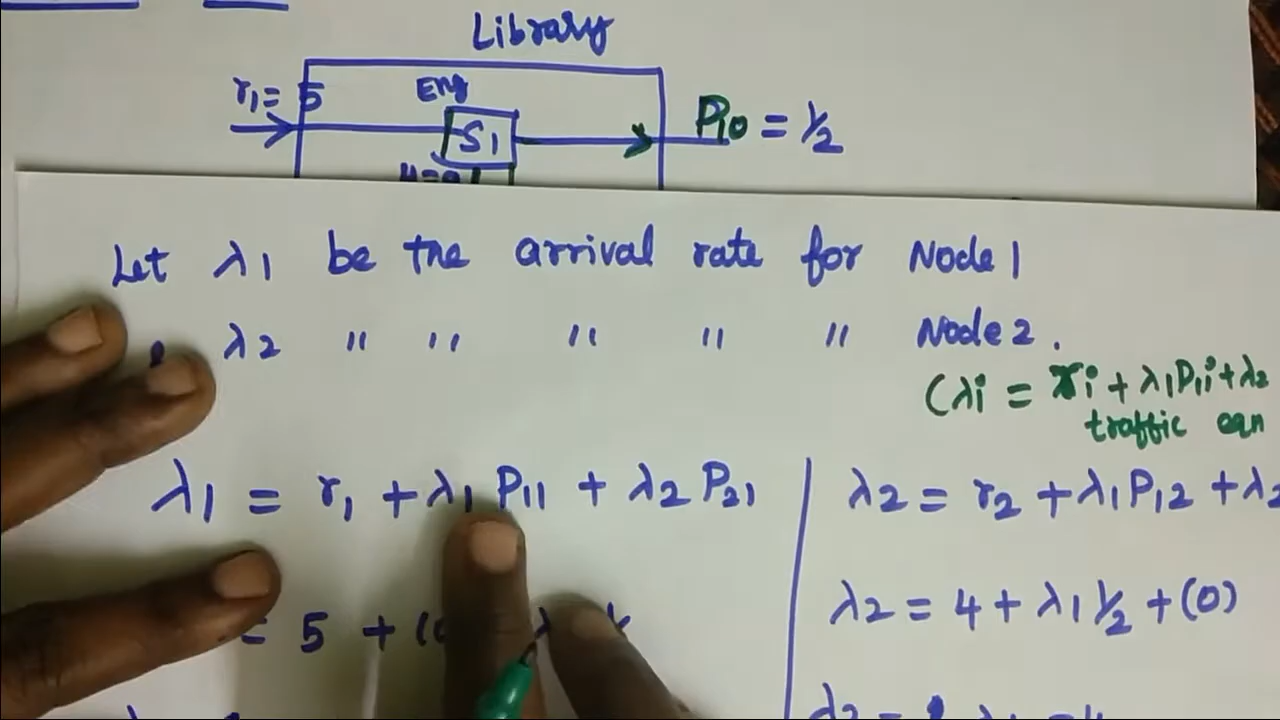 Library
r1 = 5
Eng
S1
P10 = 1/2
Let λ1 be the arrival rate for Node 1
λ2 " " " " " Node 2.
(λi = ri + λ1P1i + λ2
traffic eqn
λ1 = r1 + λ1 P11 + λ2 P21
λ2 = r2 + λ1P12 + λ2
= 5 +
λ2 = 4 + λ1 1/2 + (0)